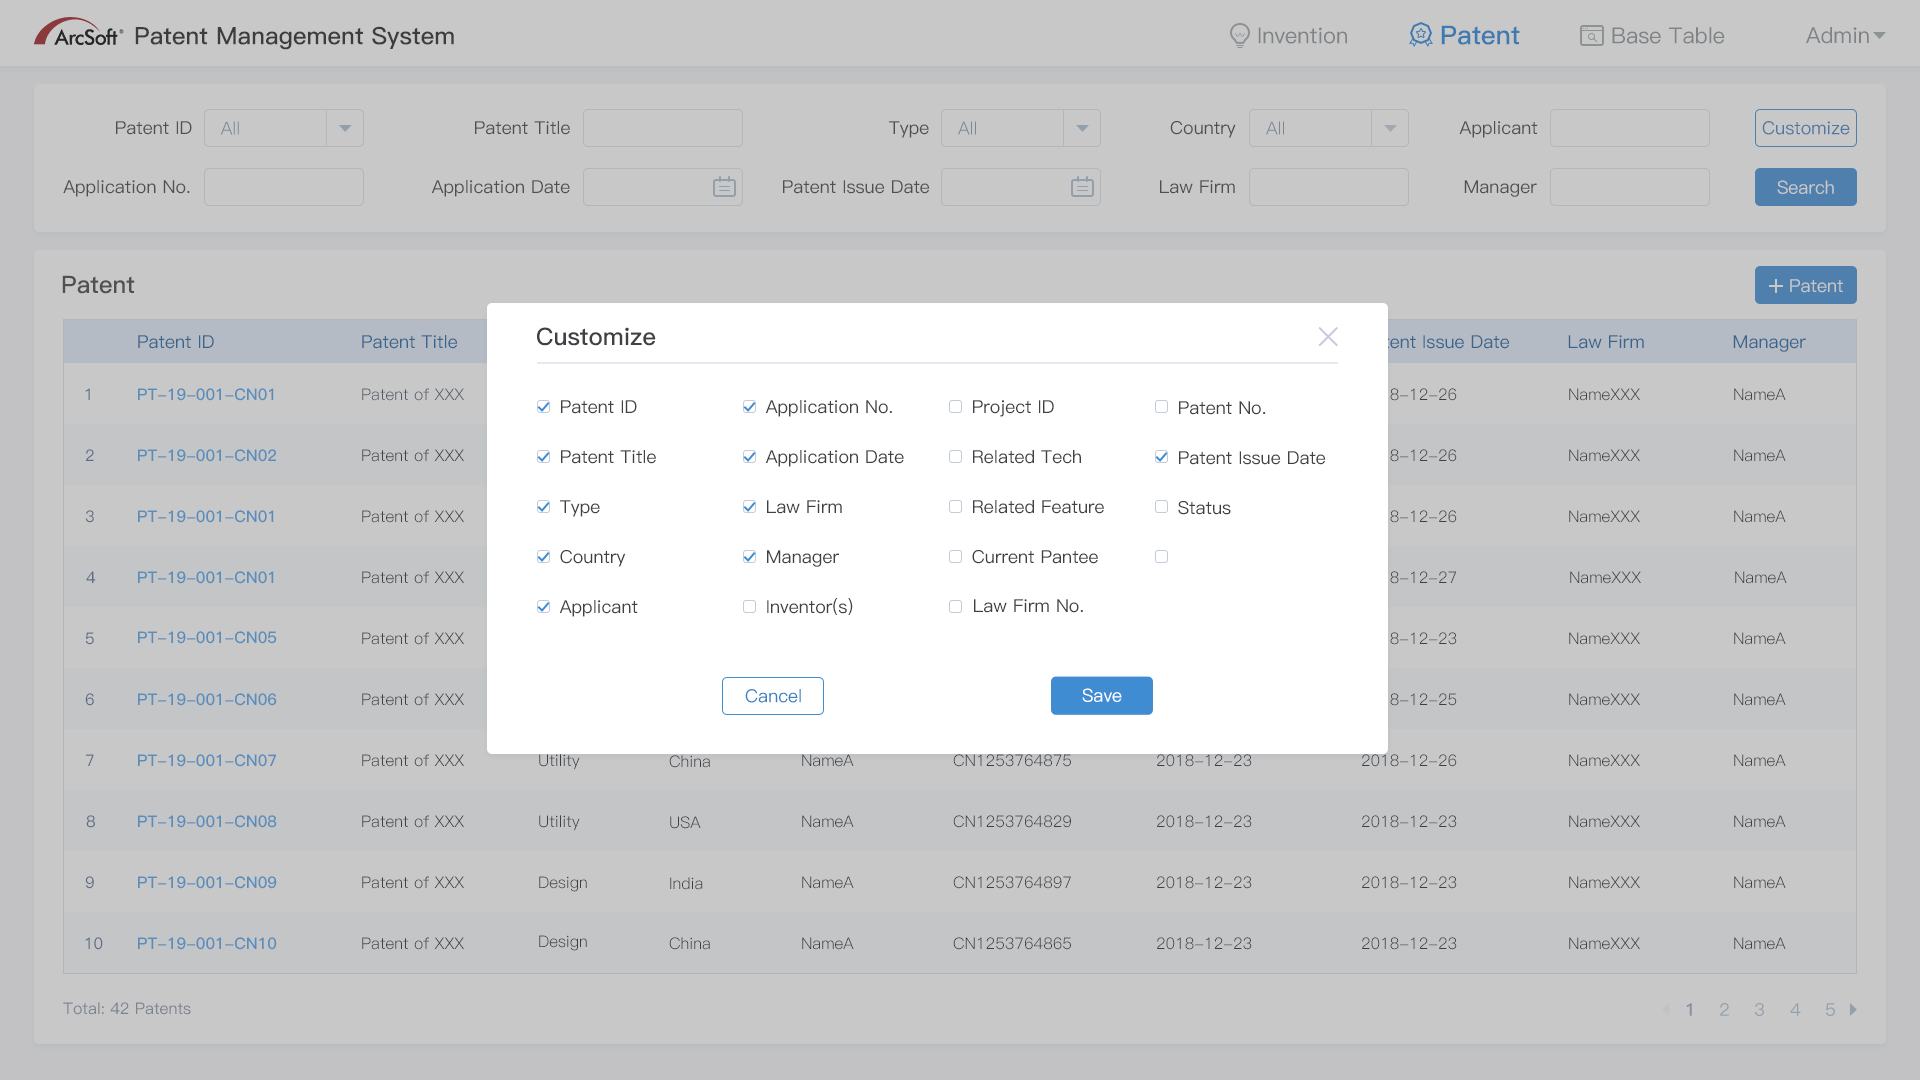 ArcSoft® Patent Management System
Invention
Patent
Base Table
Admin
Patent ID All
Patent Title
Type All
Country All
Applicant
Customize
Application No.
Application Date
Patent Issue Date
Law Firm
Manager
Search
Patent
+ Patent
Patent ID Patent Title Issue Date Law Firm Manager
1 PT-19-001-CN01 Patent of XXX 8-12-26 NameXXX NameA
2 PT-19-001-CN02 Patent of XXX 8-12-26 NameXXX NameA
3 PT-19-001-CN01 Patent of XXX 8-12-26 NameXXX NameA
4 PT-19-001-CN01 Patent of XXX 8-12-27 NameXXX NameA
5 PT-19-001-CN05 Patent of XXX 8-12-23 NameXXX NameA
6 PT-19-001-CN06 Patent of XXX 8-12-25 NameXXX NameA
7 PT-19-001-CN07 Patent of XXX Utility China NameA CN1253764875 2018-12-23 2018-12-26 NameXXX NameA
8 PT-19-001-CN08 Patent of XXX Utility USA NameA CN1253764829 2018-12-23 2018-12-23 NameXXX NameA
9 PT-19-001-CN09 Patent of XXX Design India NameA CN1253764897 2018-12-23 2018-12-23 NameXXX NameA
10 PT-19-001-CN10 Patent of XXX Design China NameA CN1253764865 2018-12-23 2018-12-23 NameXXX NameA
Total: 42 Patents
1 2 3 4 5
Customize
Patent ID Application No. Project ID Patent No.
Patent Title Application Date Related Tech Patent Issue Date
Type Law Firm Related Feature Status
Country Manager Current Pantee
Applicant Inventor(s) Law Firm No.
Cancel Save